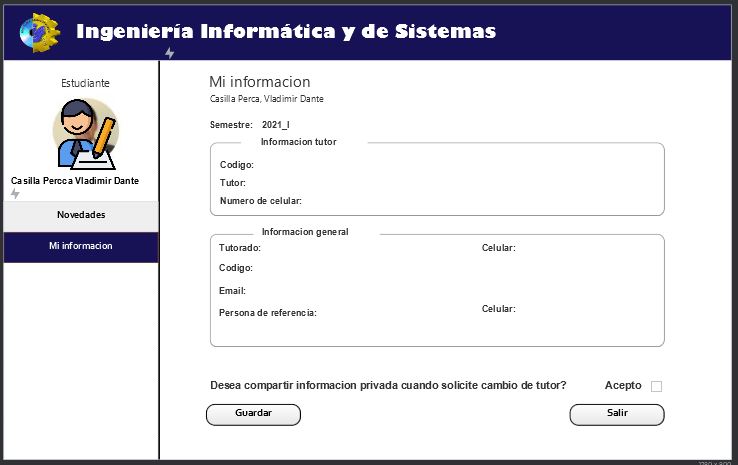 Ingeniería Informática y de Sistemas
Estudiante
Casilla Percca Vladimir Dante
Novedades
Mi informacion
Mi informacion
Casilla Perca, Vladimir Dante
Semestre: 2021_I
Informacion tutor
Codigo:
Tutor:
Numero de celular:
Informacion general
Tutorado: Celular:
Codigo:
Email:
Persona de referencia: Celular:
Desea compartir informacion privada cuando solicite cambio de tutor? Acepto
Guardar Salir